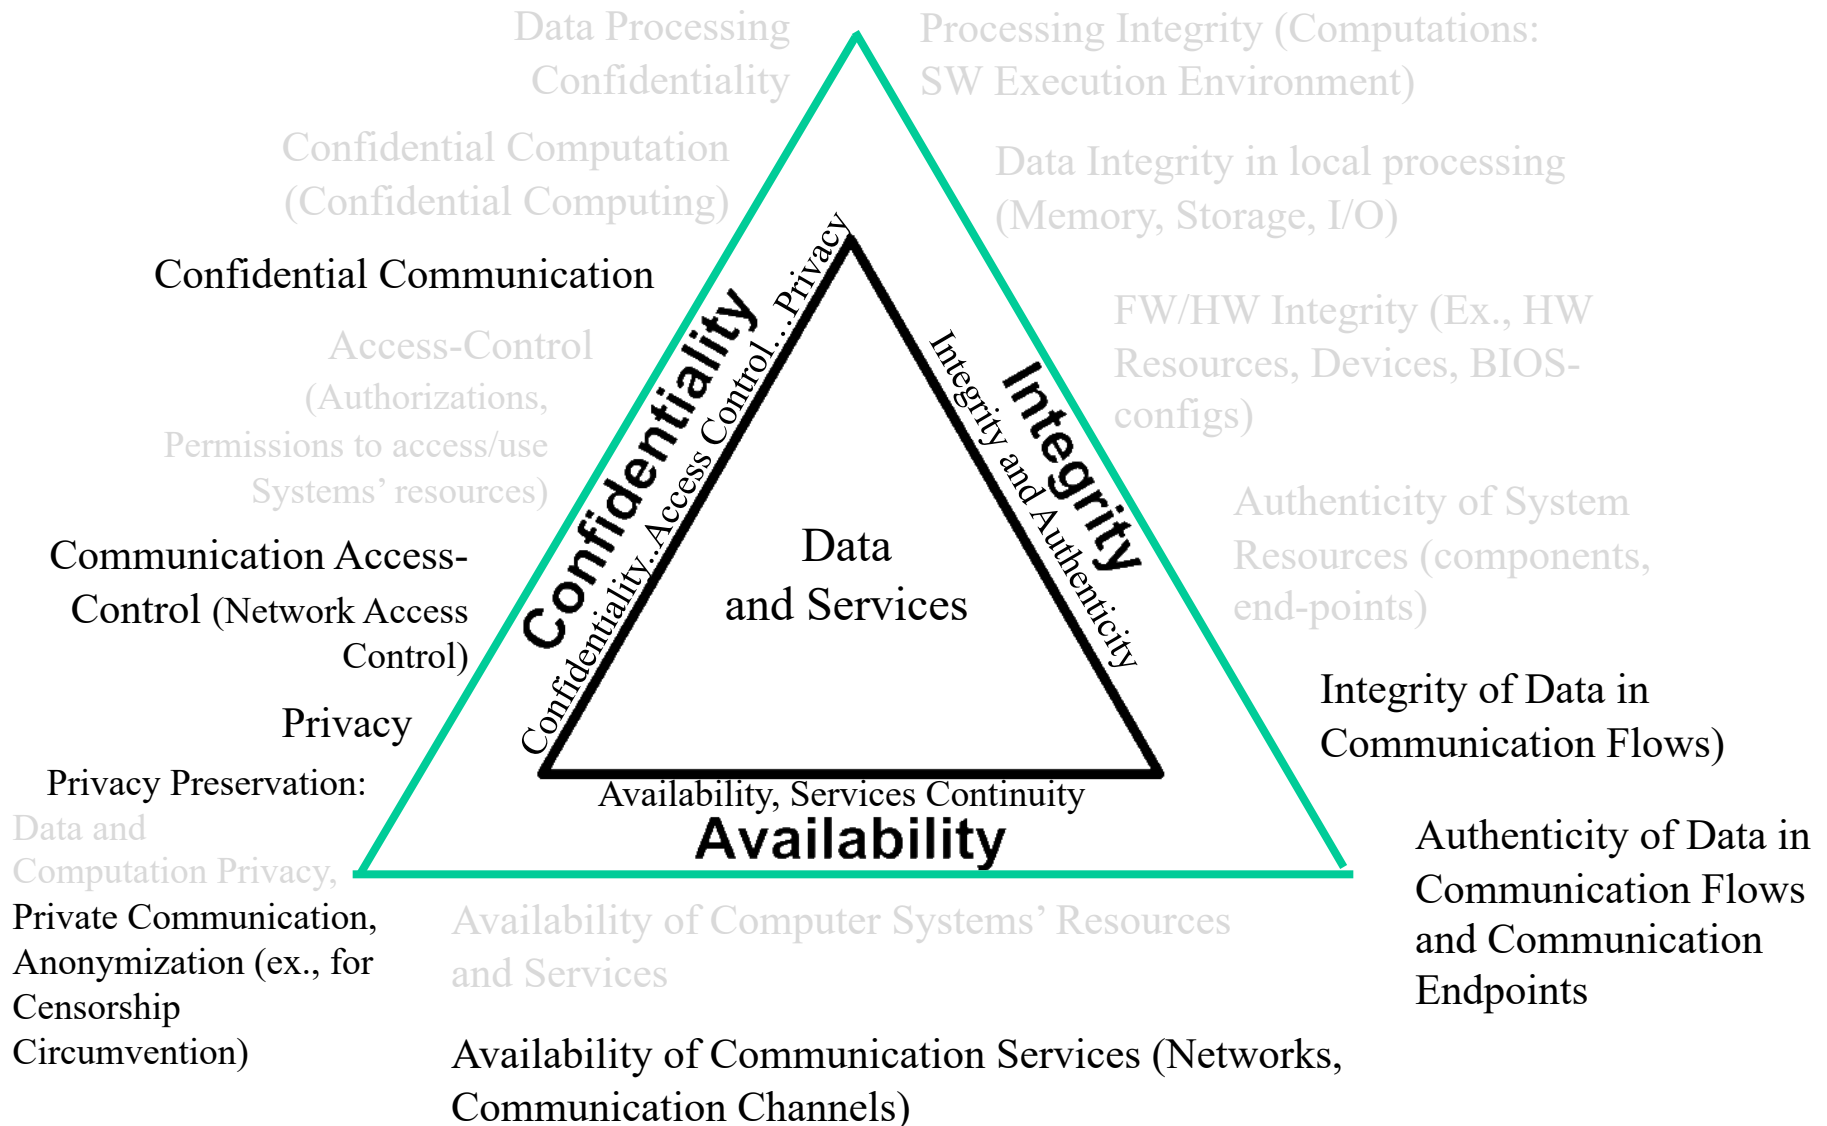 Data Processing
Confidentiality
Processing Integrity (Computations:
SW Execution Environment)
Confidential Computation
(Confidential Computing)
Data Integrity in local processing
(Memory, Storage, I/O)
Confidential Communication
FW/HW Integrity (Ex., HW
Resources, Devices, BIOS-
configs)
Access-Control
(Authorizations,
Permissions to access/use
Systems’ resources)
Confidentiality
Confidentiality..Access Control…Privacy
Integrity
Integrity and Authenticity
Data
and Services
Authenticity of System
Resources (components,
end-points)
Communication Access-
Control (Network Access
Control)
Privacy
Integrity of Data in
Communication Flows)
Privacy Preservation:
Data and
Computation Privacy,
Private Communication,
Anonymization (ex., for
Censorship
Circumvention)
Availability, Services Continuity
Availability
Authenticity of Data in
Communication Flows
and Communication
Endpoints
Availability of Computer Systems’ Resources
and Services
Availability of Communication Services (Networks,
Communication Channels)